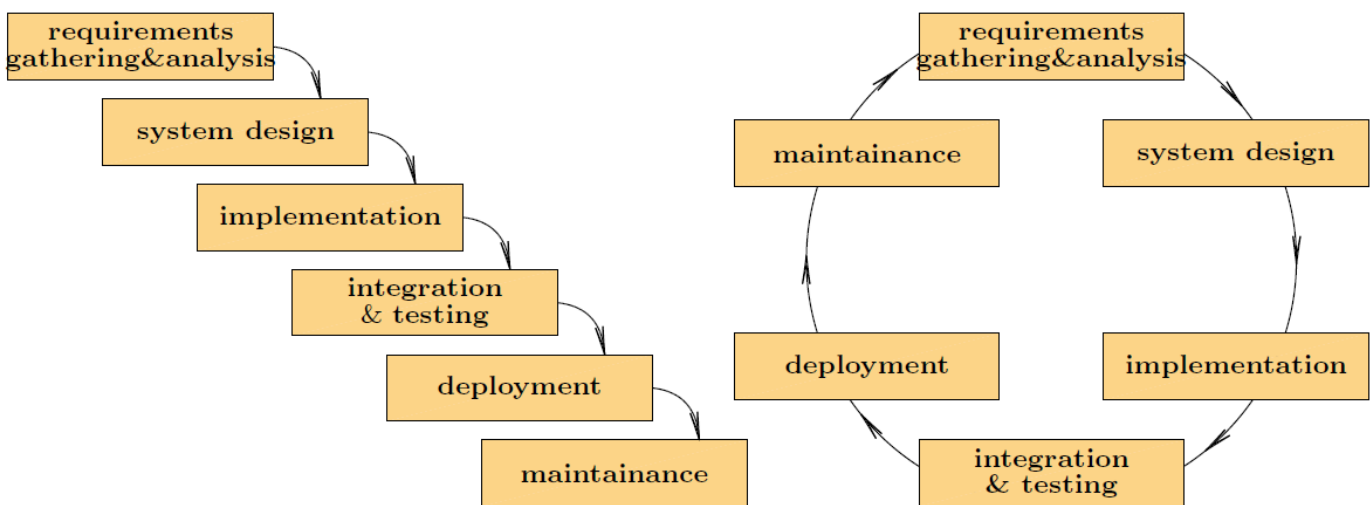 requirements
gathering&analysis
system design
implementation
integration
& testing
deployment
maintainance
requirements
gathering&analysis
system design
implementation
integration
& testing
deployment
maintainance